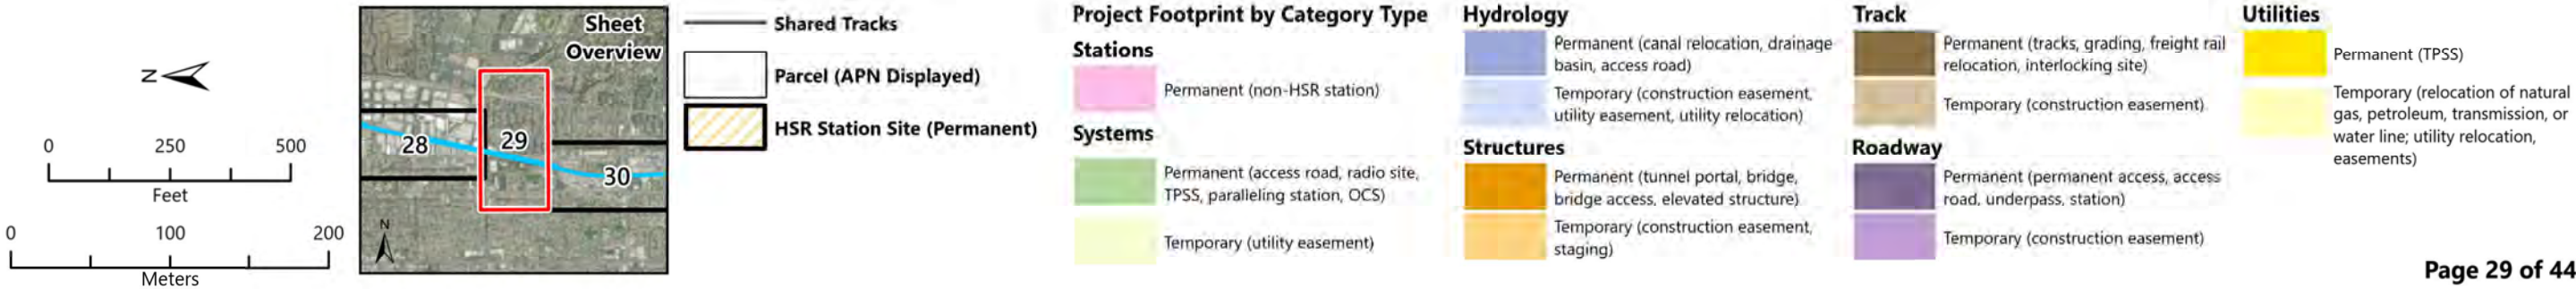 N
0 250 500
Feet
0 100 200
Meters
Sheet
Overview
28
29
30
N
Shared Tracks
Parcel (APN Displayed)
HSR Station Site (Permanent)
Project Footprint by Category Type
Stations
Permanent (non-HSR station)
Systems
Permanent (access road, radio site,
TPSS, paralleling station, OCS)
Temporary (utility easement)
Hydrology
Permanent (canal relocation, drainage
basin, access road)
Temporary (construction easement,
utility easement, utility relocation)
Structures
Permanent (tunnel portal, bridge,
bridge access, elevated structure)
Temporary (construction easement,
staging)
Track
Permanent (tracks, grading, freight rail
relocation, interlocking site)
Temporary (construction easement)
Roadway
Permanent (permanent access, access
road, underpass, station)
Temporary (construction easement)
Utilities
Permanent (TPSS)
Temporary (relocation of natural
gas, petroleum, transmission, or
water line; utility relocation,
easements)
Page 29 of 44